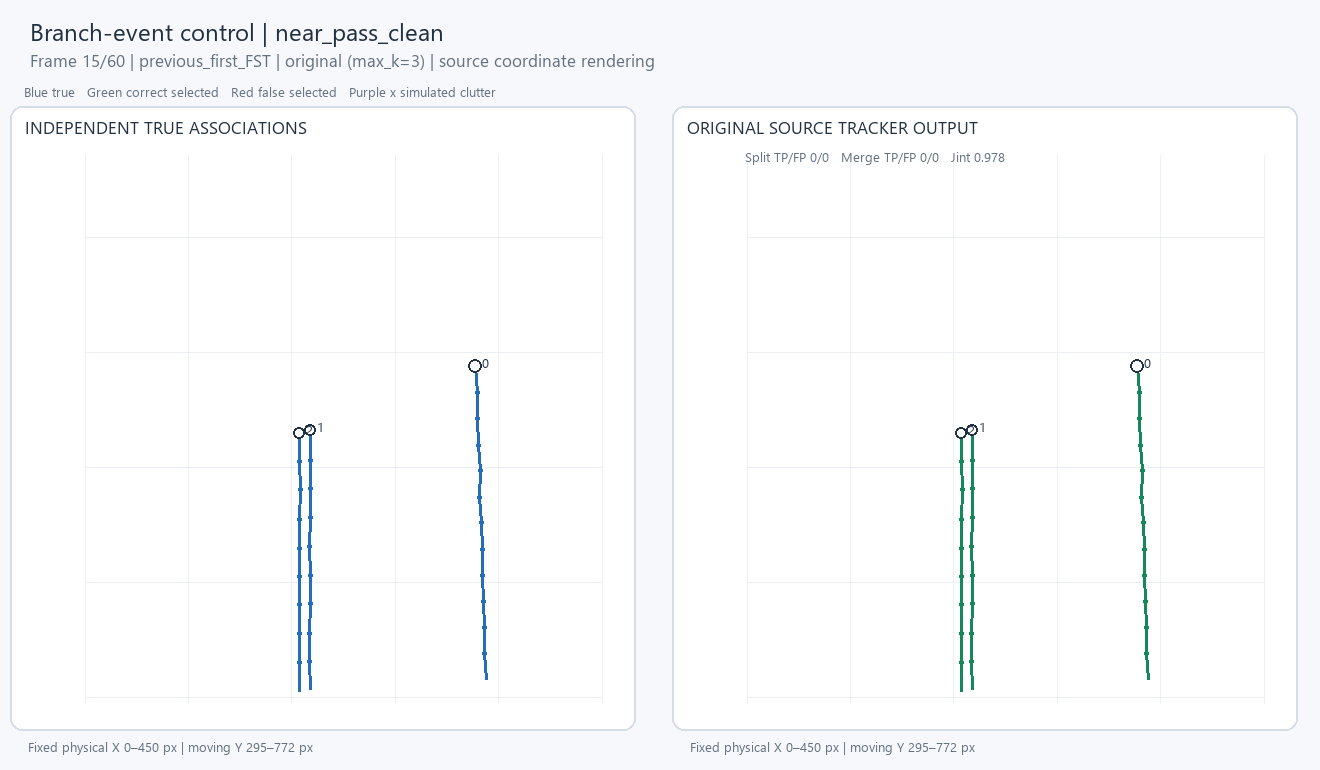 Branch-event control | near_pass_clean
Frame 15/60 | previous_first_FST | original (max_k=3) | source coordinate rendering
Blue true Green correct selected Red false selected Purple x simulated clutter
INDEPENDENT TRUE ASSOCIATIONS
0
1
Fixed physical X 0–450 px | moving Y 295–772 px
ORIGINAL SOURCE TRACKER OUTPUT
Split TP/FP 0/0 Merge TP/FP 0/0 Jint 0.978
0
1
Fixed physical X 0–450 px | moving Y 295–772 px